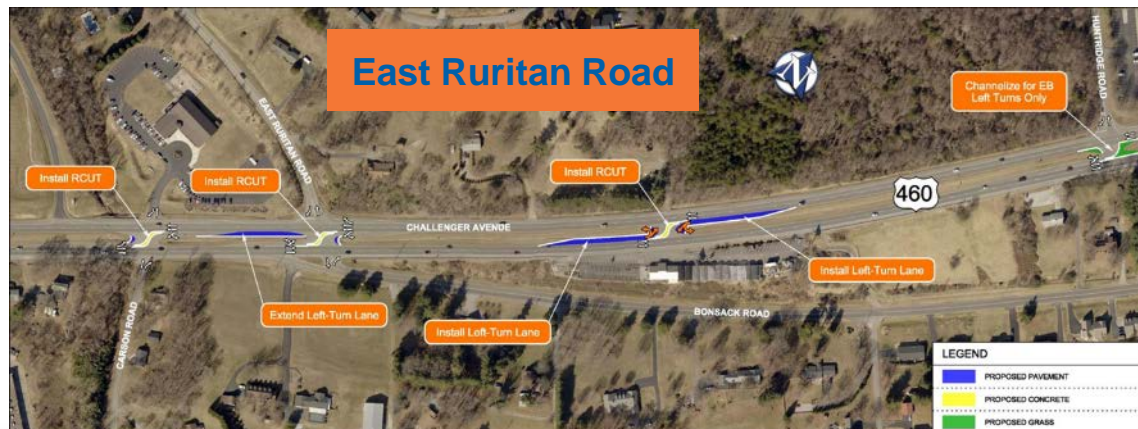 East Ruritan Road
HUNTRIDGE ROAD
Channelize for EB
Left Turns Only
EAST RURITAN ROAD
Install RCUT
Install RCUT
Install RCUT
460
CHALLENGER AVENUE
Install Left-Turn Lane
Extend Left-Turn Lane
Install Left-Turn Lane
BONSACK ROAD
CARSON ROAD
LEGEND
PROPOSED PAVEMENT
PROPOSED CONCRETE
PROPOSED GRASS